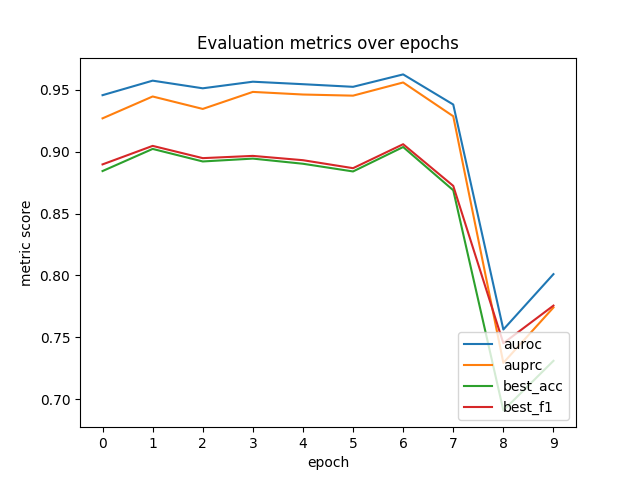 Evaluation metrics over epochs
metric score
0.95
0.90
0.85
0.80
0.75
0.70
auroc
auprc
best_acc
best_f1
0 1 2 3 4 5 6 7 8 9
epoch